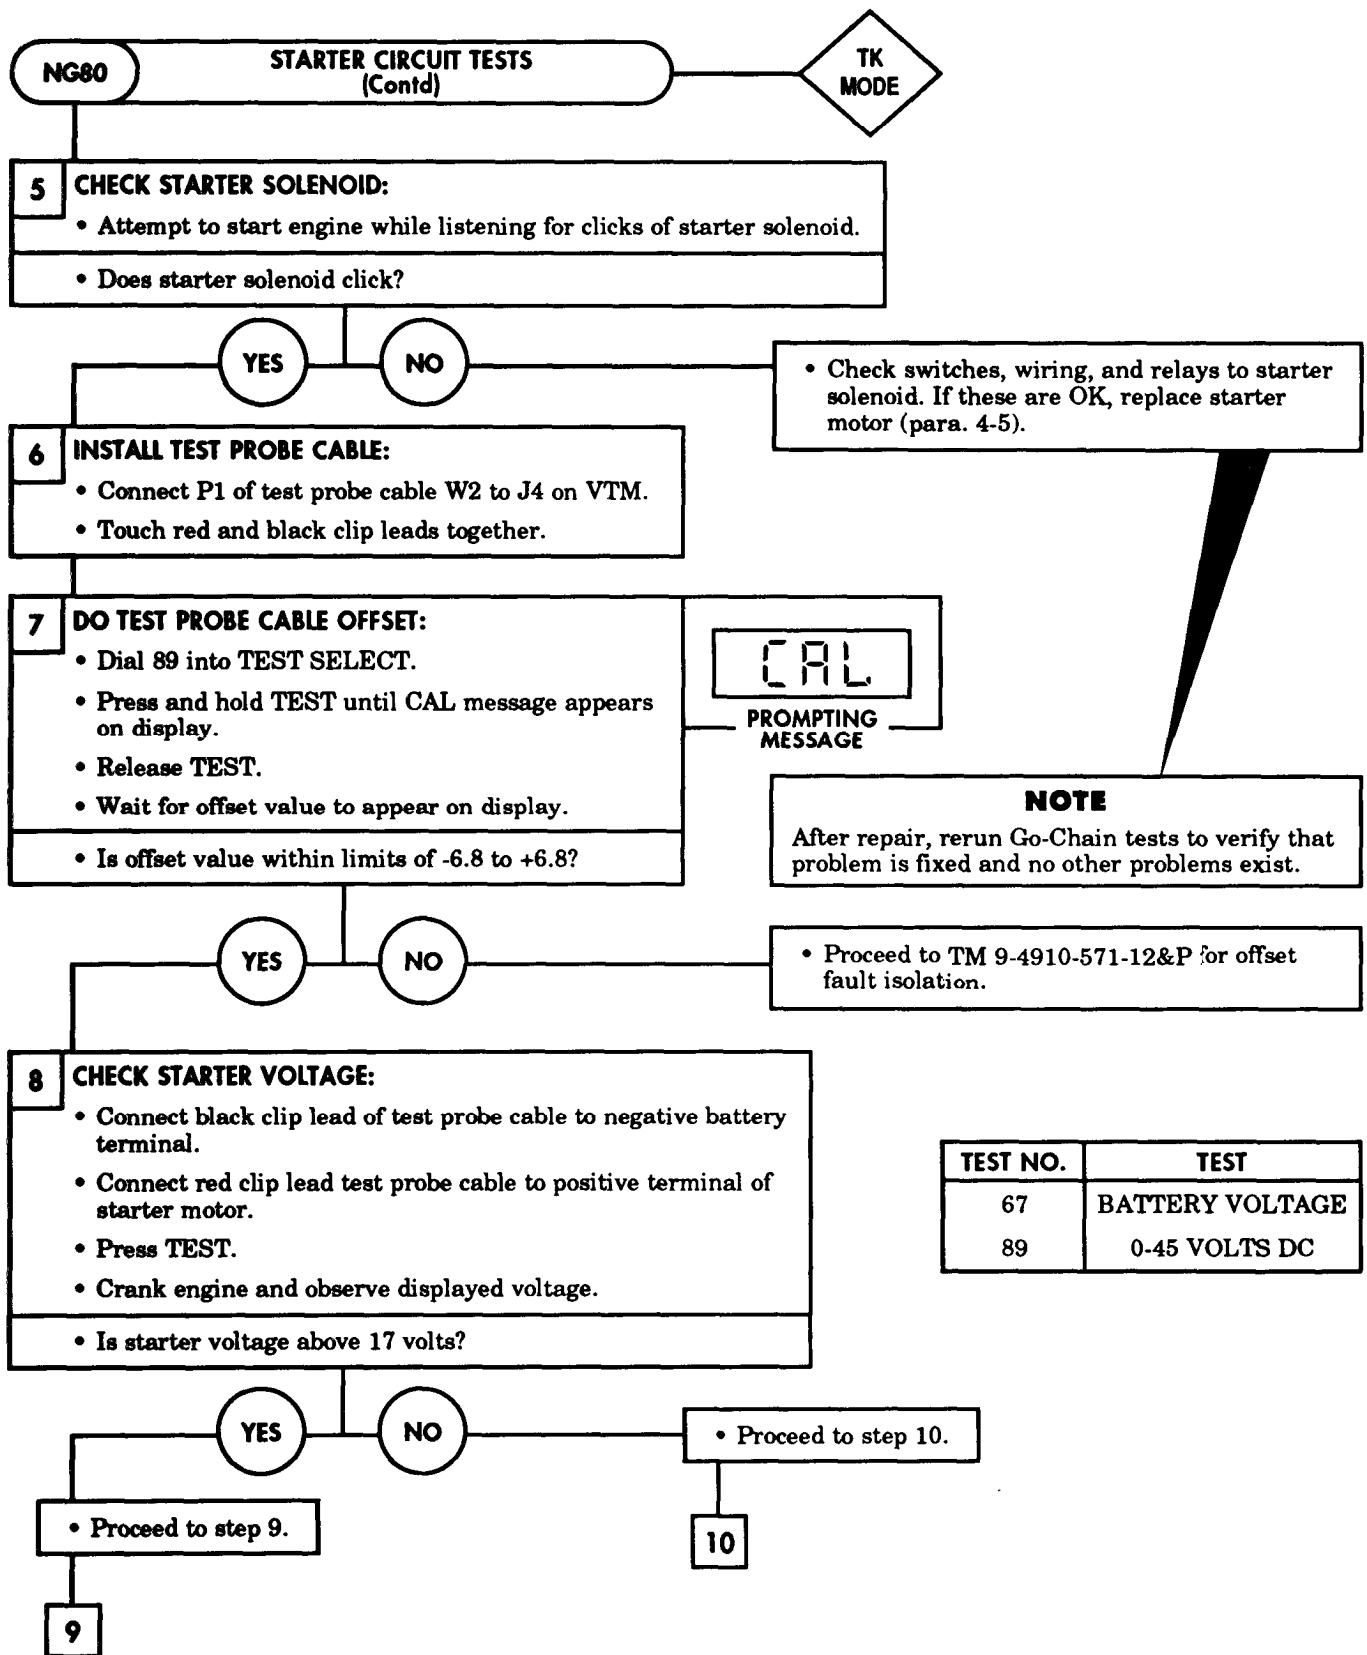 NG80
STARTER CIRCUIT TESTS
(Contd)
TK
MODE
5
CHECK STARTER SOLENOID:
• Attempt to start engine while listening for clicks of starter solenoid.
• Does starter solenoid click?
YES
NO
• Check switches, wiring, and relays to starter
solenoid. If these are OK, replace starter
motor (para. 4-5).
6
INSTALL TEST PROBE CABLE:
• Connect P1 of test probe cable W2 to J4 on VTM.
• Touch red and black clip leads together.
7
DO TEST PROBE CABLE OFFSET:
• Dial 89 into TEST SELECT.
• Press and hold TEST until CAL message appears
on display.
• Release TEST.
• Wait for offset value to appear on display.
• Is offset value within limits of -6.8 to +6.8?
CAL
PROMPTING
MESSAGE
NOTE
After repair, rerun Go-Chain tests to verify that
problem is fixed and no other problems exist.
YES
NO
• Proceed to TM 9-4910-571-12&P for offset
fault isolation.
8
CHECK STARTER VOLTAGE:
• Connect black clip lead of test probe cable to negative battery
terminal.
• Connect red clip lead test probe cable to positive terminal of
starter motor.
• Press TEST.
• Crank engine and observe displayed voltage.
• Is starter voltage above 17 volts?
TEST NO. TEST
67 BATTERY VOLTAGE
89 0-45 VOLTS DC
YES
NO
• Proceed to step 10.
• Proceed to step 9.
10
9